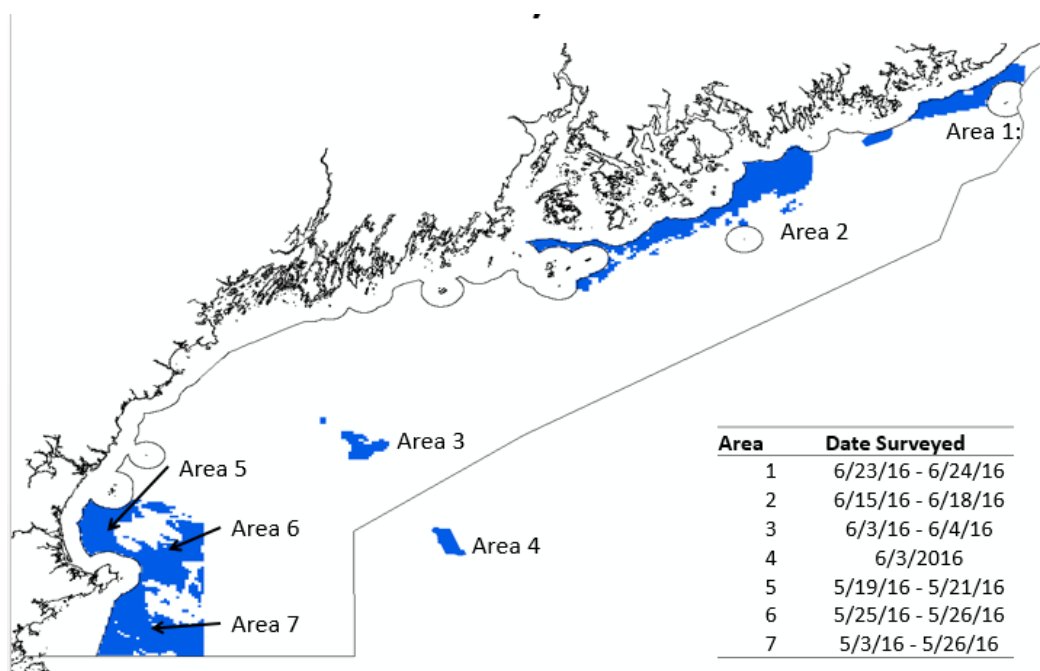 Area 1:
Area 2
Area 3
Area 4
Area 5
Area 6
Area 7
Area Date Surveyed
1 6/23/16 - 6/24/16
2 6/15/16 - 6/18/16
3 6/3/16 - 6/4/16
4 6/3/2016
5 5/19/16 - 5/21/16
6 5/25/16 - 5/26/16
7 5/3/16 - 5/26/16